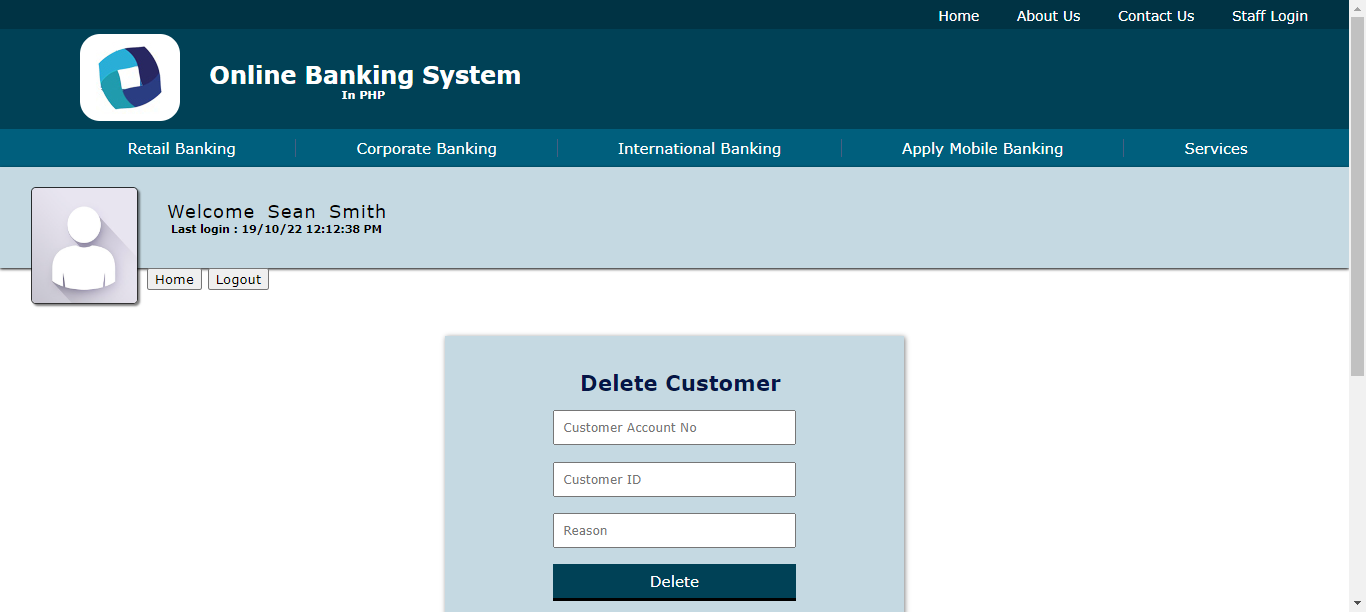 Home About Us Contact Us Staff Login
Online Banking System
In PHP
Retail Banking Corporate Banking International Banking Apply Mobile Banking Services
Welcome Sean Smith
Last login : 19/10/22 12:12:38 PM
Home Logout
Delete Customer
Customer Account No
Customer ID
Reason
Delete